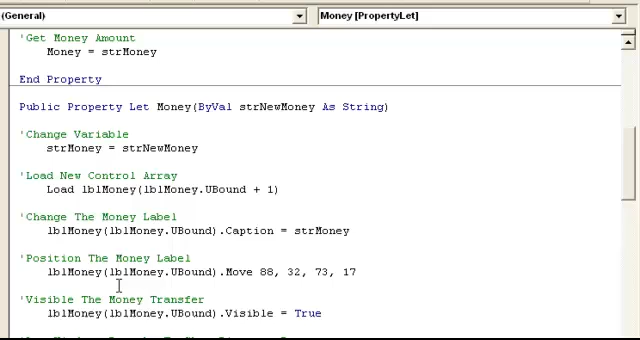 (General)
Money [PropertyLet]
'Get Money Amount
Money = strMoney
End Property
Public Property Let Money(ByVal strNewMoney As String)
'Change Variable
strMoney = strNewMoney
'Load New Control Array
Load lblMoney(lblMoney.UBound + 1)
'Change The Money Label
lblMoney(lblMoney.UBound).Caption = strMoney
'Position The Money Label
lblMoney(lblMoney.UBound).Move 88, 32, 73, 17
'Visible The Money Transfer
lblMoney(lblMoney.UBound).Visible = True